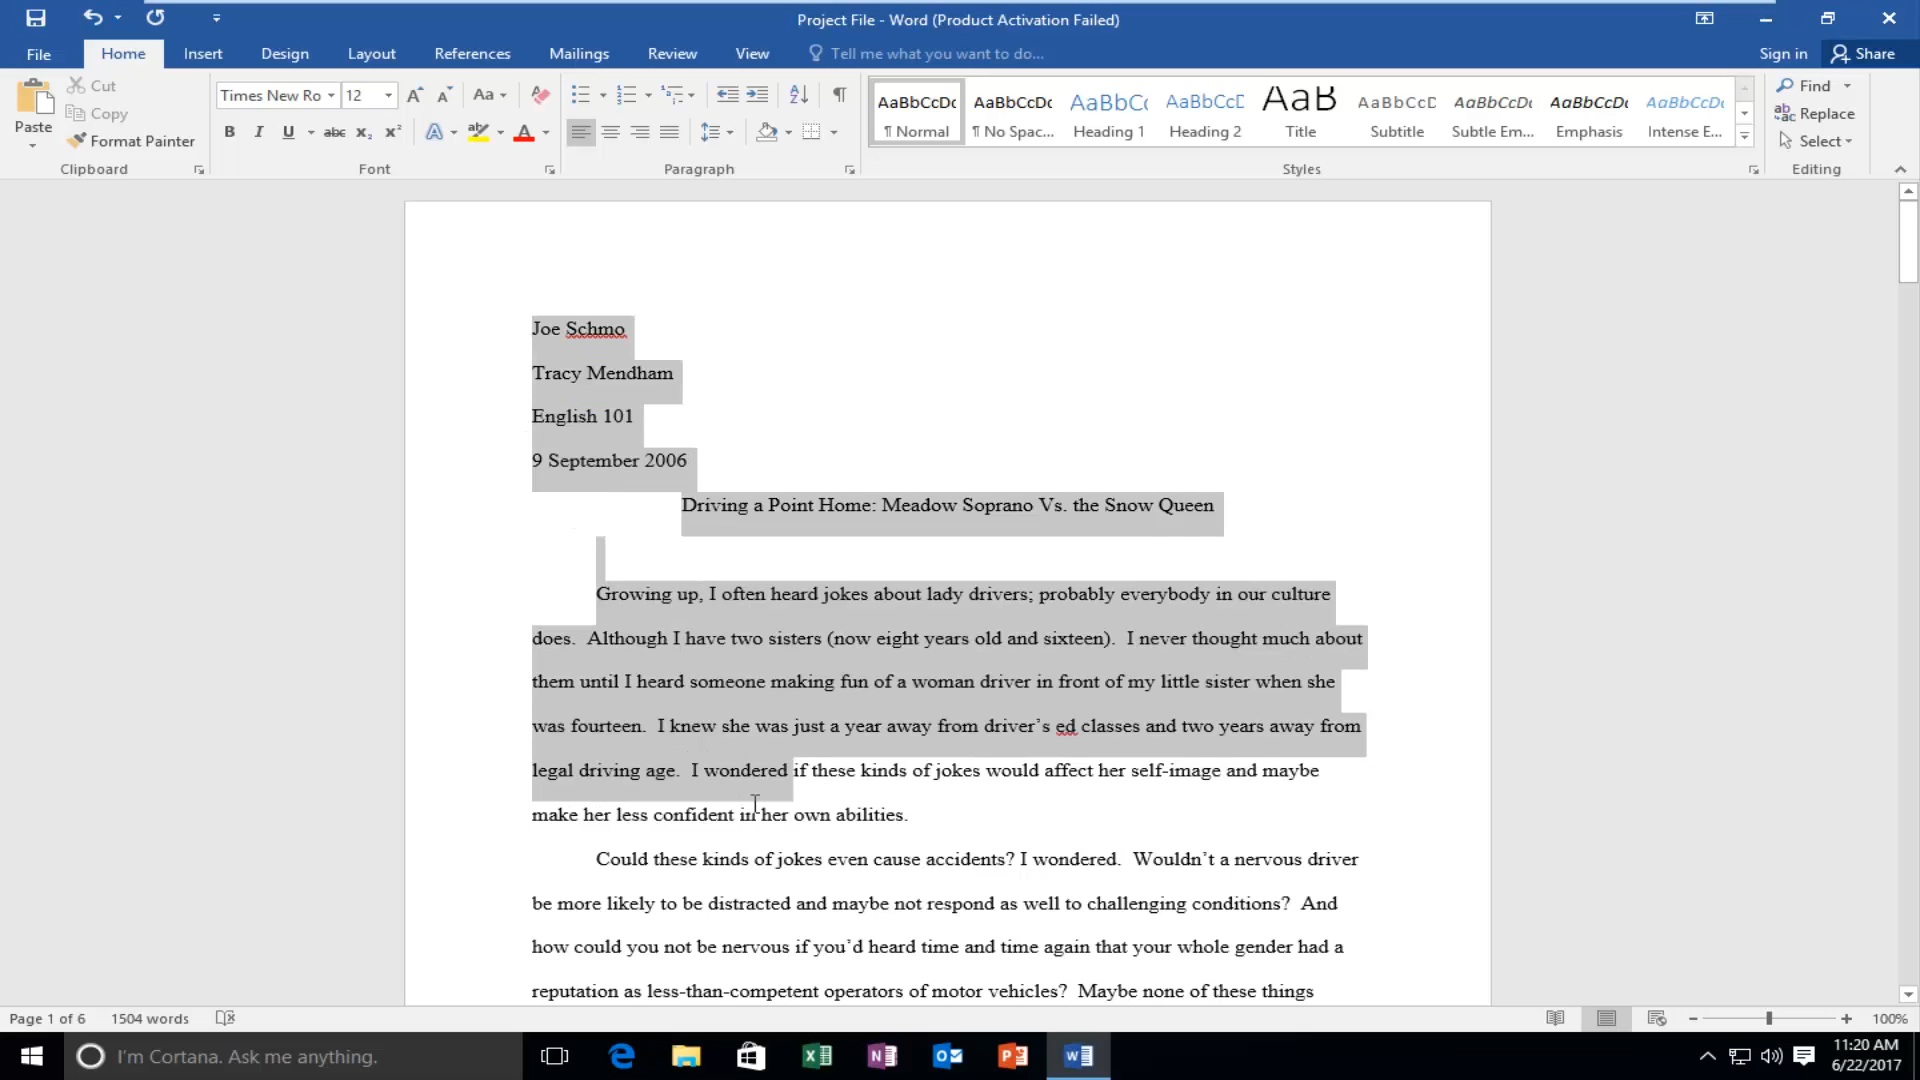 Project File - Word (Product Activation Failed)
File Home Insert Design Layout References Mailings Review View Tell me what you want to do... Sign in Share
Paste Cut Copy Format Painter
Clipboard
Times New Ro 12 Aa
B I U abc x₂ x² A ab A
Font
Paragraph
AaBbCcDc AaBbCcDc AaBbC( AaBbCcD AaB AaBbCcD AaBbCcDc AaBbCcDc AaBbCcDc
¶ Normal ¶ No Spac... Heading 1 Heading 2 Title Subtitle Subtle Em... Emphasis Intense E...
Styles
Find
Replace
Select
Editing
Joe Schmo
Tracy Mendham
English 101
9 September 2006
Driving a Point Home: Meadow Soprano Vs. the Snow Queen
Growing up, I often heard jokes about lady drivers; probably everybody in our culture
does.  Although I have two sisters (now eight years old and sixteen).  I never thought much about
them until I heard someone making fun of a woman driver in front of my little sister when she
was fourteen.  I knew she was just a year away from driver’s ed classes and two years away from
legal driving age.  I wondered if these kinds of jokes would affect her self-image and maybe
make her less confident in her own abilities.
Could these kinds of jokes even cause accidents? I wondered.  Wouldn’t a nervous driver
be more likely to be distracted and maybe not respond as well to challenging conditions?  And
how could you not be nervous if you’d heard time and time again that your whole gender had a
reputation as less-than-competent operators of motor vehicles?  Maybe none of these things
Page 1 of 6 1504 words 100%
I'm Cortana. Ask me anything.
11:20 AM
6/22/2017